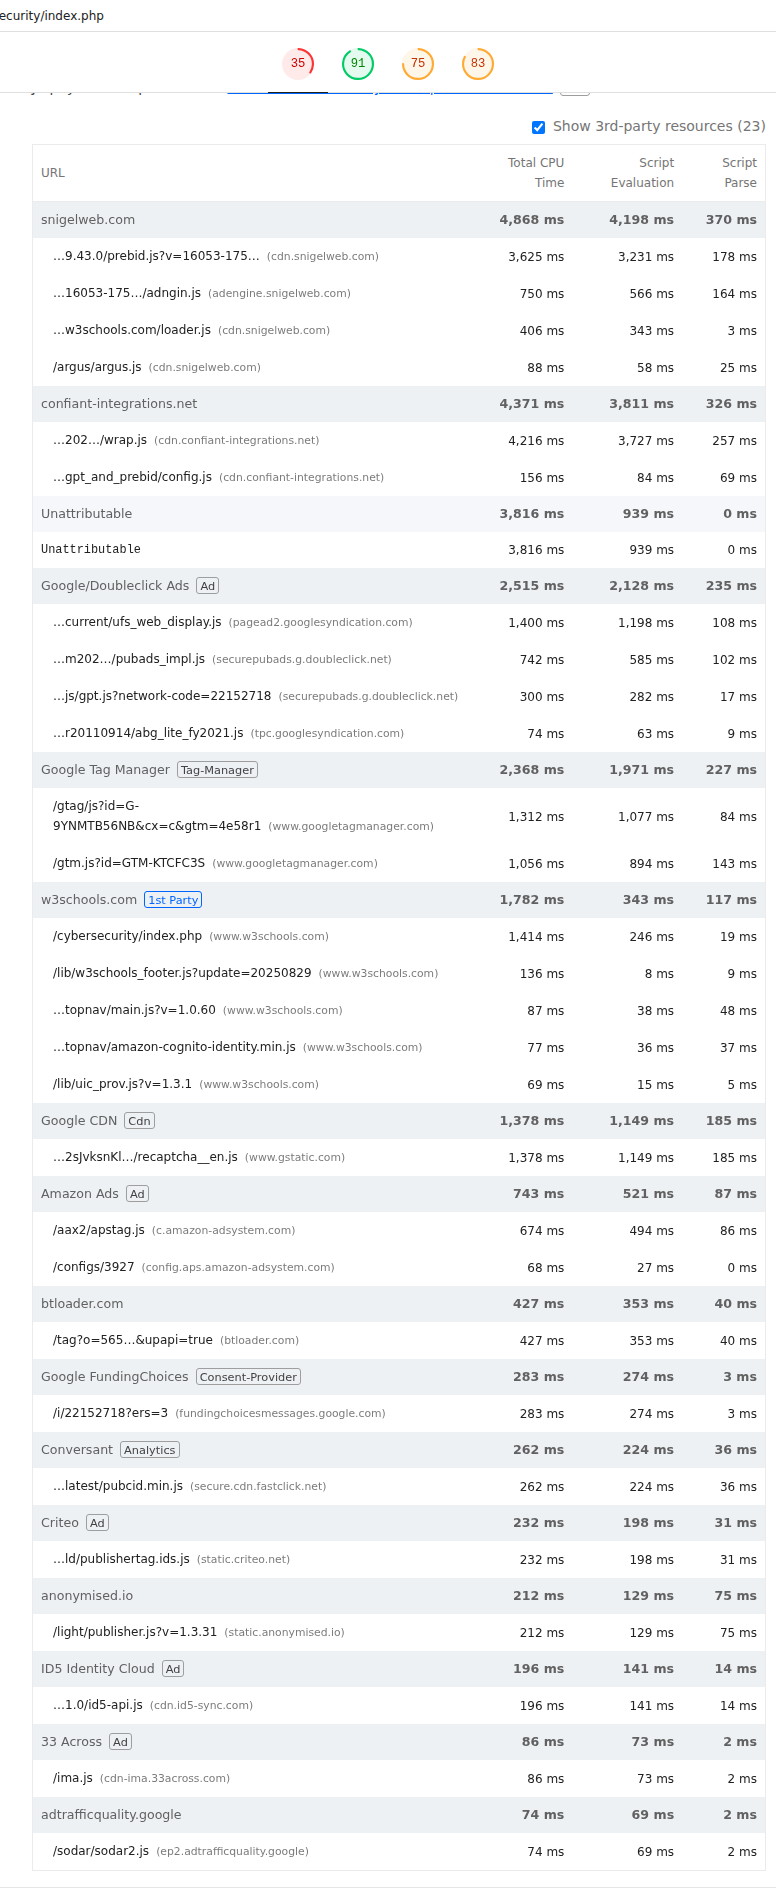 ecurity/index.php
35 91 75 83
Show 3rd-party resources (23)
URL Total CPU Time Script Evaluation Script Parse
snigelweb.com 4,868 ms 4,198 ms 370 ms
…9.43.0/prebid.js?v=16053-175… (cdn.snigelweb.com) 3,625 ms 3,231 ms 178 ms
…16053-175…/adngin.js (adengine.snigelweb.com) 750 ms 566 ms 164 ms
…w3schools.com/loader.js (cdn.snigelweb.com) 406 ms 343 ms 3 ms
/argus/argus.js (cdn.snigelweb.com) 88 ms 58 ms 25 ms
confiant-integrations.net 4,371 ms 3,811 ms 326 ms
…202…/wrap.js (cdn.confiant-integrations.net) 4,216 ms 3,727 ms 257 ms
…gpt_and_prebid/config.js (cdn.confiant-integrations.net) 156 ms 84 ms 69 ms
Unattributable 3,816 ms 939 ms 0 ms
Unattributable 3,816 ms 939 ms 0 ms
Google/Doubleclick Ads Ad 2,515 ms 2,128 ms 235 ms
…current/ufs_web_display.js (pagead2.googlesyndication.com) 1,400 ms 1,198 ms 108 ms
…m202…/pubads_impl.js (securepubads.g.doubleclick.net) 742 ms 585 ms 102 ms
…js/gpt.js?network-code=22152718 (securepubads.g.doubleclick.net) 300 ms 282 ms 17 ms
…r20110914/abg_lite_fy2021.js (tpc.googlesyndication.com) 74 ms 63 ms 9 ms
Google Tag Manager Tag-Manager 2,368 ms 1,971 ms 227 ms
/gtag/js?id=G-
9YNMTB56NB&cx=c&gtm=4e58r1 (www.googletagmanager.com) 1,312 ms 1,077 ms 84 ms
/gtm.js?id=GTM-KTCFC3S (www.googletagmanager.com) 1,056 ms 894 ms 143 ms
w3schools.com 1st Party 1,782 ms 343 ms 117 ms
/cybersecurity/index.php (www.w3schools.com) 1,414 ms 246 ms 19 ms
/lib/w3schools_footer.js?update=20250829 (www.w3schools.com) 136 ms 8 ms 9 ms
…topnav/main.js?v=1.0.60 (www.w3schools.com) 87 ms 38 ms 48 ms
…topnav/amazon-cognito-identity.min.js (www.w3schools.com) 77 ms 36 ms 37 ms
/lib/uic_prov.js?v=1.3.1 (www.w3schools.com) 69 ms 15 ms 5 ms
Google CDN Cdn 1,378 ms 1,149 ms 185 ms
…2sJvksnKl…/recaptcha__en.js (www.gstatic.com) 1,378 ms 1,149 ms 185 ms
Amazon Ads Ad 743 ms 521 ms 87 ms
/aax2/apstag.js (c.amazon-adsystem.com) 674 ms 494 ms 86 ms
/configs/3927 (config.aps.amazon-adsystem.com) 68 ms 27 ms 0 ms
btloader.com 427 ms 353 ms 40 ms
/tag?o=565…&upapi=true (btloader.com) 427 ms 353 ms 40 ms
Google FundingChoices Consent-Provider 283 ms 274 ms 3 ms
/i/22152718?ers=3 (fundingchoicesmessages.google.com) 283 ms 274 ms 3 ms
Conversant Analytics 262 ms 224 ms 36 ms
…latest/pubcid.min.js (secure.cdn.fastclick.net) 262 ms 224 ms 36 ms
Criteo Ad 232 ms 198 ms 31 ms
…ld/publishertag.ids.js (static.criteo.net) 232 ms 198 ms 31 ms
anonymised.io 212 ms 129 ms 75 ms
/light/publisher.js?v=1.3.31 (static.anonymised.io) 212 ms 129 ms 75 ms
ID5 Identity Cloud Ad 196 ms 141 ms 14 ms
…1.0/id5-api.js (cdn.id5-sync.com) 196 ms 141 ms 14 ms
33 Across Ad 86 ms 73 ms 2 ms
/ima.js (cdn-ima.33across.com) 86 ms 73 ms 2 ms
adtrafficquality.google 74 ms 69 ms 2 ms
/sodar/sodar2.js (ep2.adtrafficquality.google) 74 ms 69 ms 2 ms